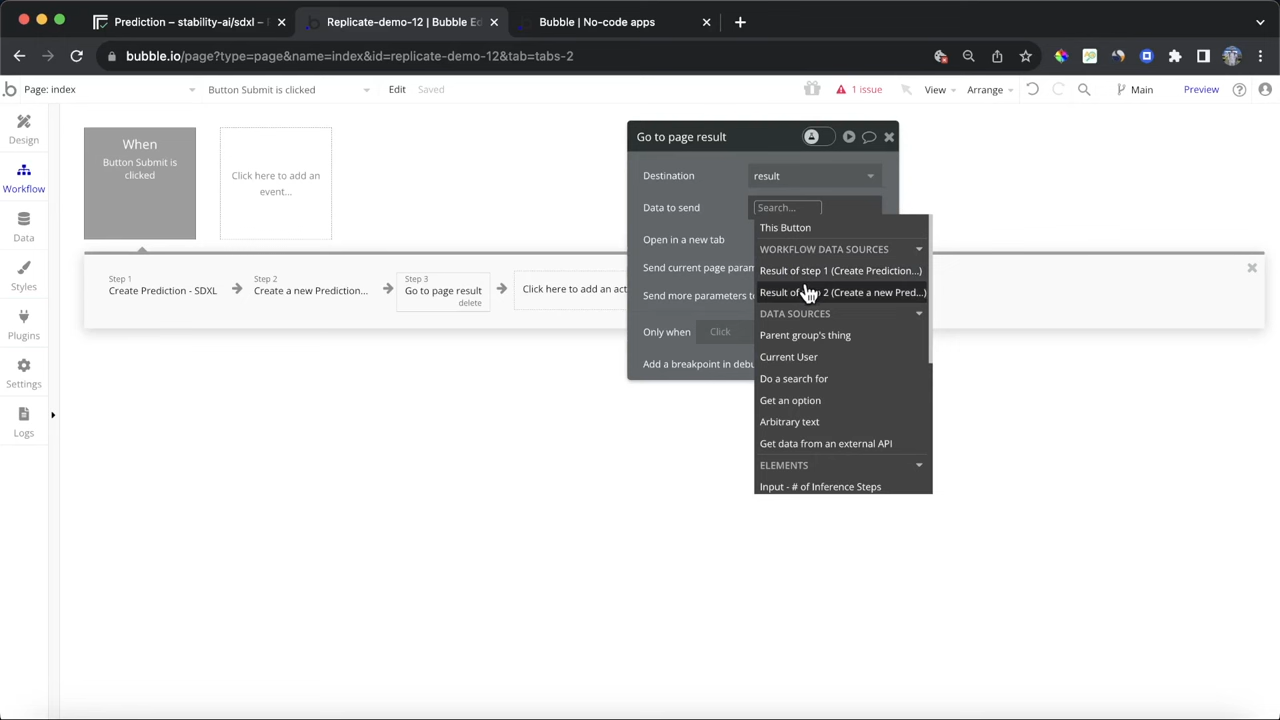 Prediction – stability-ai/sdxl –
Replicate-demo-12 | Bubble Ed
Bubble | No-code apps
bubble.io/page?type=page&name=index&id=replicate-demo-12&tab=tabs-2
Page: index
Button Submit is clicked
Edit
Saved
1 issue
View
Arrange
Main
Preview
Design
Workflow
Data
Styles
Plugins
Settings
Logs
When
Button Submit is
clicked
Click here to add an
event...
Step 1
Create Prediction - SDXL
Step 2
Create a new Prediction...
Step 3
Go to page result
delete
Click here to add an act
Go to page result
Destination
result
Data to send
Search...
Open in a new tab
Send current page param
Send more parameters to
Only when
Click
Add a breakpoint in debu
This Button
WORKFLOW DATA SOURCES
Result of step 1 (Create Prediction...)
Result of 2 (Create a new Pred...)
DATA SOURCES
Parent group's thing
Current User
Do a search for
Get an option
Arbitrary text
Get data from an external API
ELEMENTS
Input - # of Inference Steps